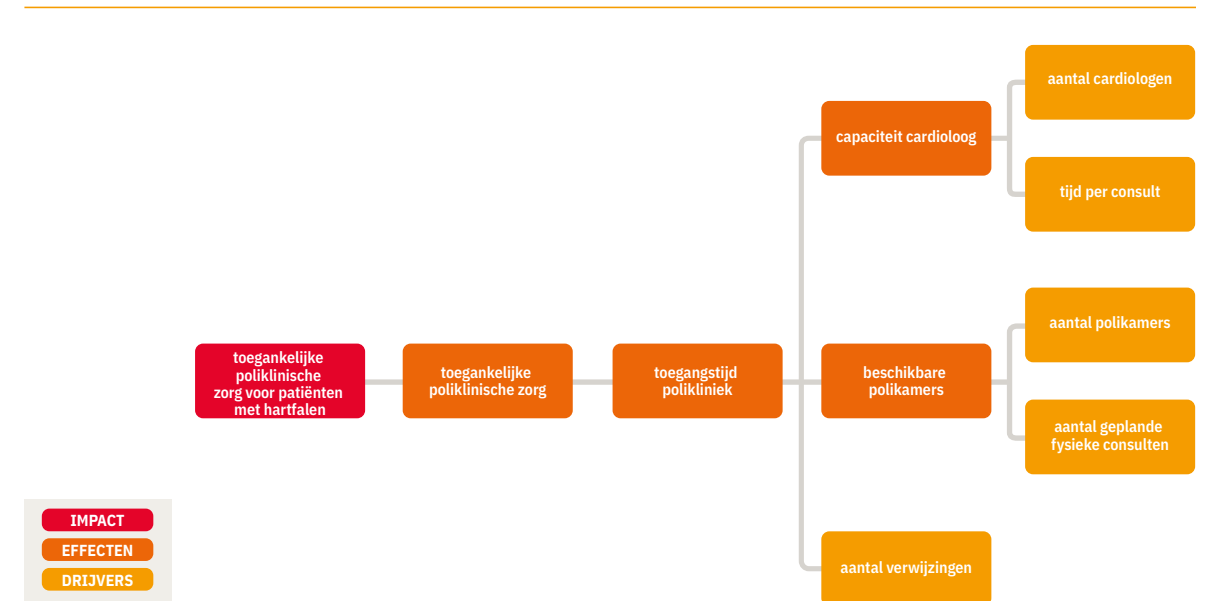 aantal cardiologen
capaciteit cardioloog
tijd per consult
aantal polikamers
toegankelijke
poliklinische
zorg voor patiënten
met hartfalen
toegankelijke
poliklinische zorg
toegangstijd
polikliniek
beschikbare
polikamers
aantal geplande
fysieke consulten
aantal verwijzingen
IMPACT
EFFECTEN
DRIJVERS